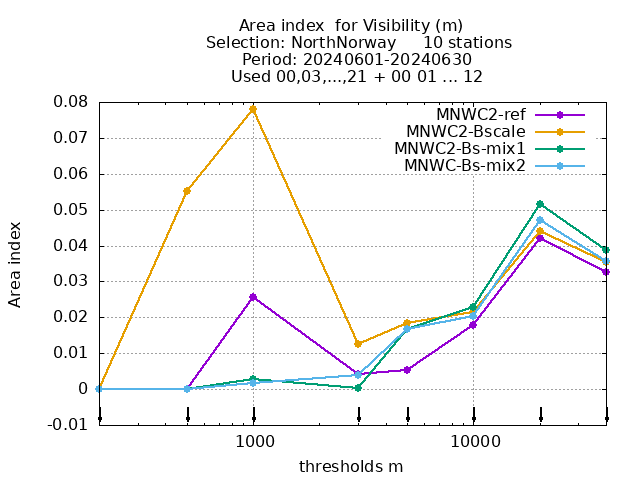 Area index  for Visibility (m)
Selection: NorthNorway     10 stations
Period: 20240601-20240630
Used 00,03,...,21 + 00 01 ... 12
MNWC2-ref
MNWC2-Bscale
MNWC2-Bs-mix1
MNWC-Bs-mix2
0.08
0.07
0.06
0.05
0.04
0.03
0.02
0.01
0
-0.01
Area index
1000
10000
thresholds m